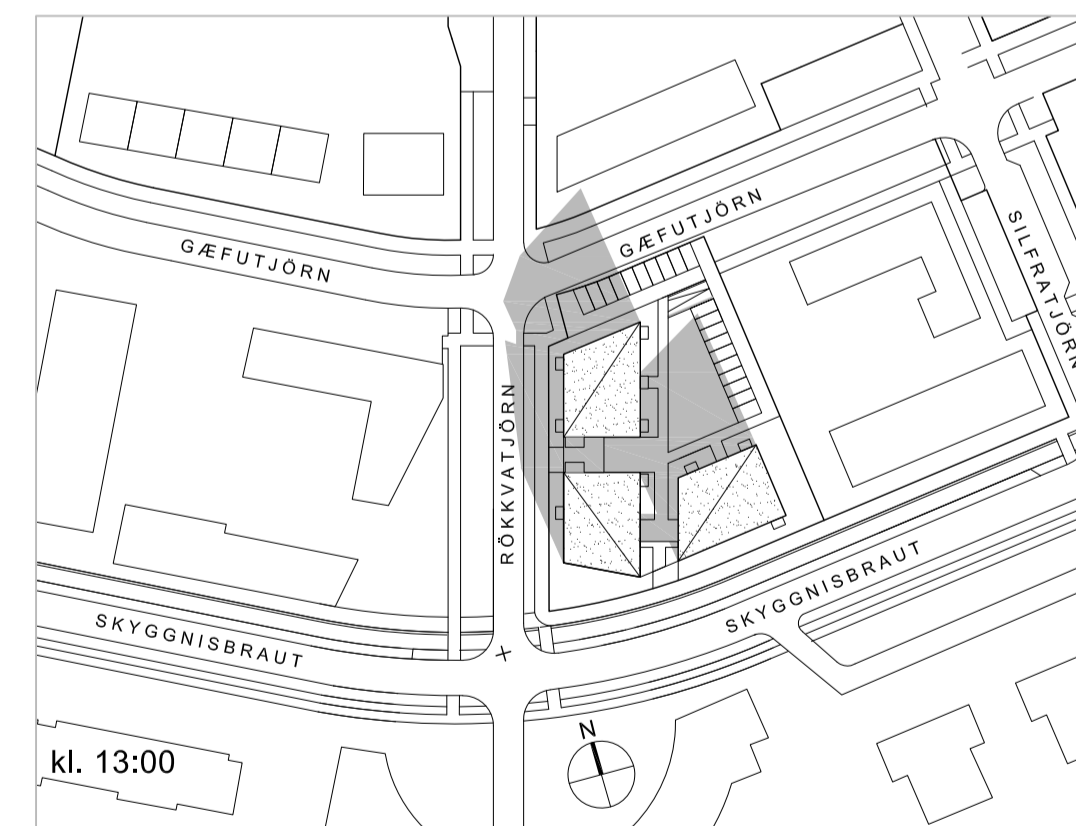 GÆFUTJÖRN
GÆFUTJÖRN
SILFRATJÖRN
RÖKKVATJÖRN
SKYGGNISBRAUT
SKYGGNISBRAUT
N
kl. 13:00